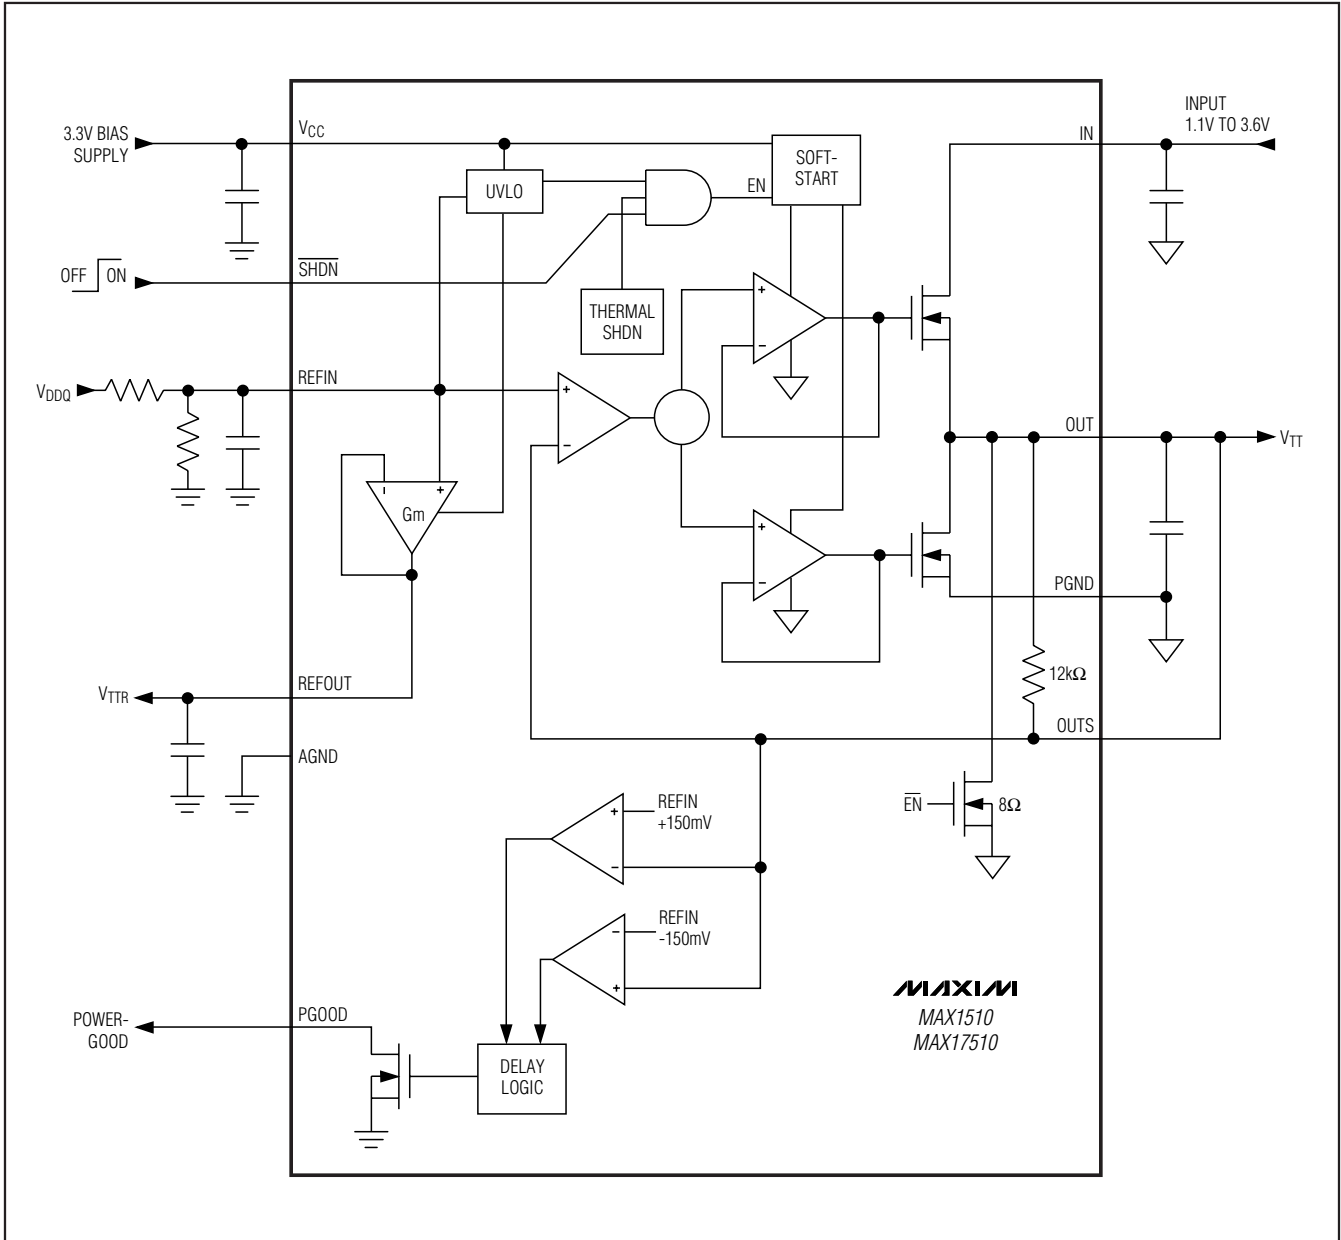 3.3V BIAS
SUPPLY
VCC
IN
INPUT
1.1V TO 3.6V
UVLO
EN
SOFT-
START
OFF
ON
SHDN
THERMAL
SHDN
+
−
VDDQ
REFIN
+
−
OUT
VTT
−
+
Gm
+
−
PGND
12kΩ
VTTR
REFOUT
OUTS
AGND
EN
8Ω
+
REFIN
+150mV
−
−
REFIN
-150mV
+
MAXIM
MAX1510
MAX17510
POWER-
GOOD
PGOOD
DELAY
LOGIC